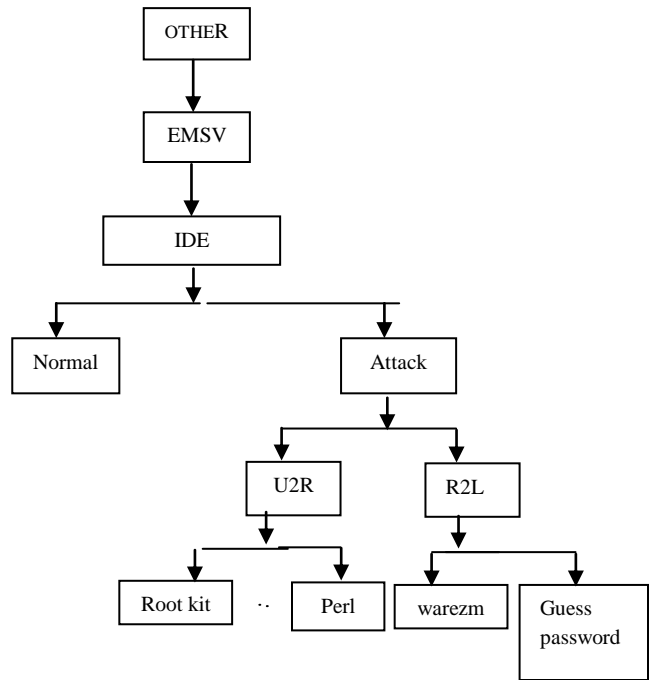 OTHER
EMSV
IDE
Normal
Attack
U2R
R2L
Root kit
..
Perl
warezm
Guess
password